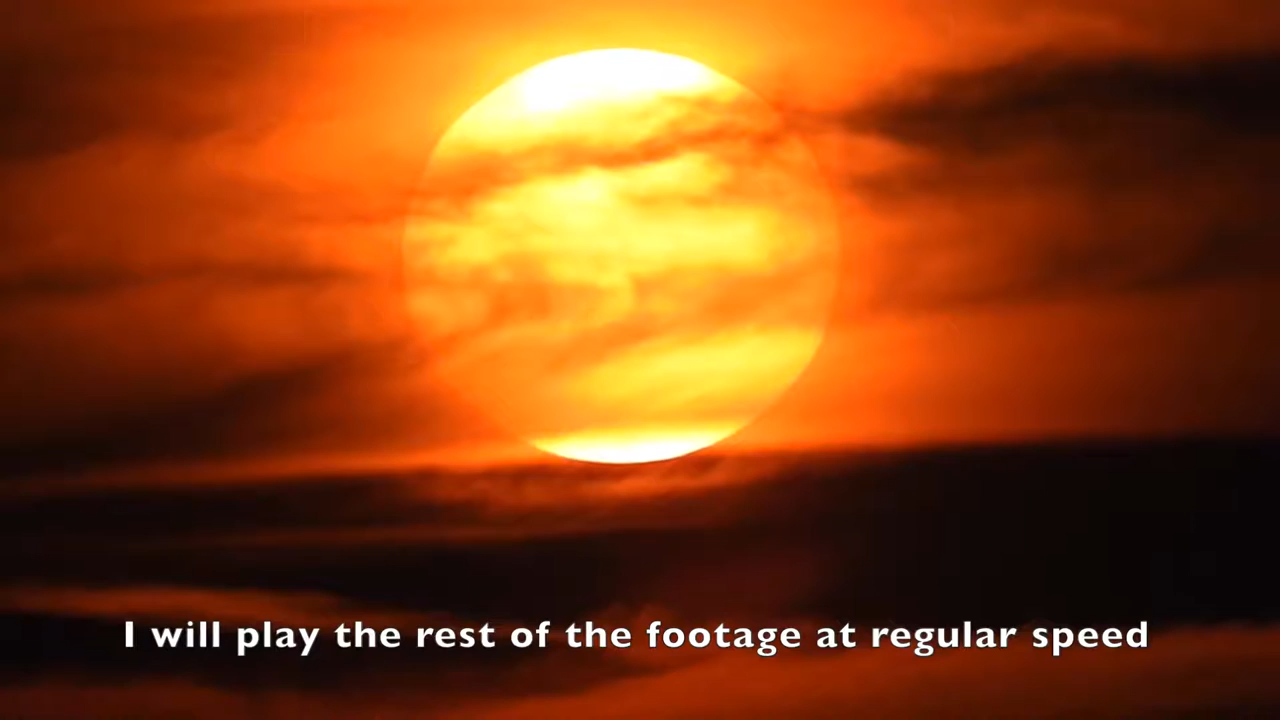 I will play the rest of the footage at regular speed